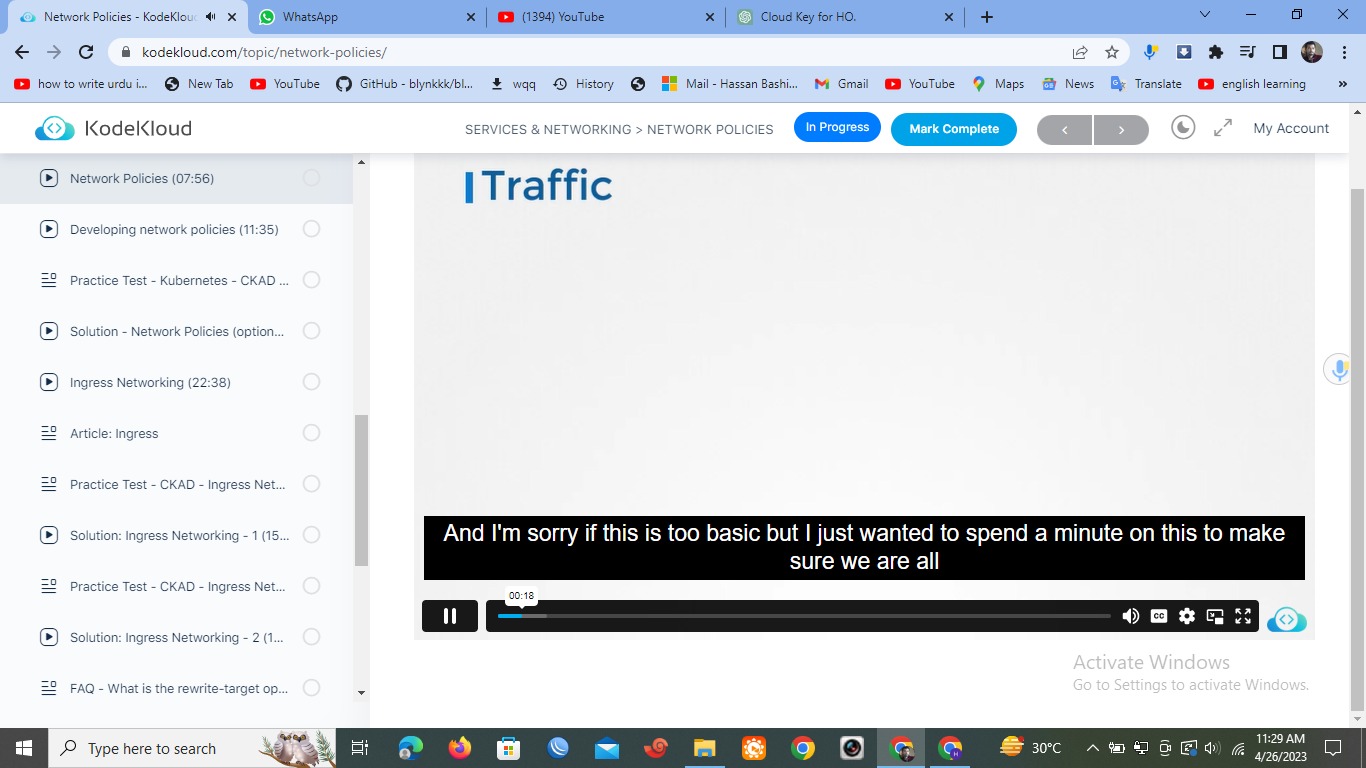 Network Policies - KodeKloud
WhatsApp
(1394) YouTube
Cloud Key for HO.
kodekloud.com/topic/network-policies/
how to write urdu i...
New Tab
YouTube
GitHub - blynkkk/bl...
wqq
History
Mail - Hassan Bashi...
Gmail
YouTube
Maps
News
Translate
english learning
»
KodeKloud
SERVICES & NETWORKING > NETWORK POLICIES
In Progress
Mark Complete
<
>
My Account
Network Policies (07:56)
Developing network policies (11:35)
Practice Test - Kubernetes - CKAD ...
Solution - Network Policies (option...
Ingress Networking (22:38)
Article: Ingress
Practice Test - CKAD - Ingress Net...
Solution: Ingress Networking - 1 (15...
Practice Test - CKAD - Ingress Net...
Solution: Ingress Networking - 2 (1...
FAQ - What is the rewrite-target op...
Traffic
And I'm sorry if this is too basic but I just wanted to spend a minute on this to make
sure we are all
00:18
CC
Activate Windows
Go to Settings to activate Windows.
Type here to search
30°C
11:29 AM
4/26/2023